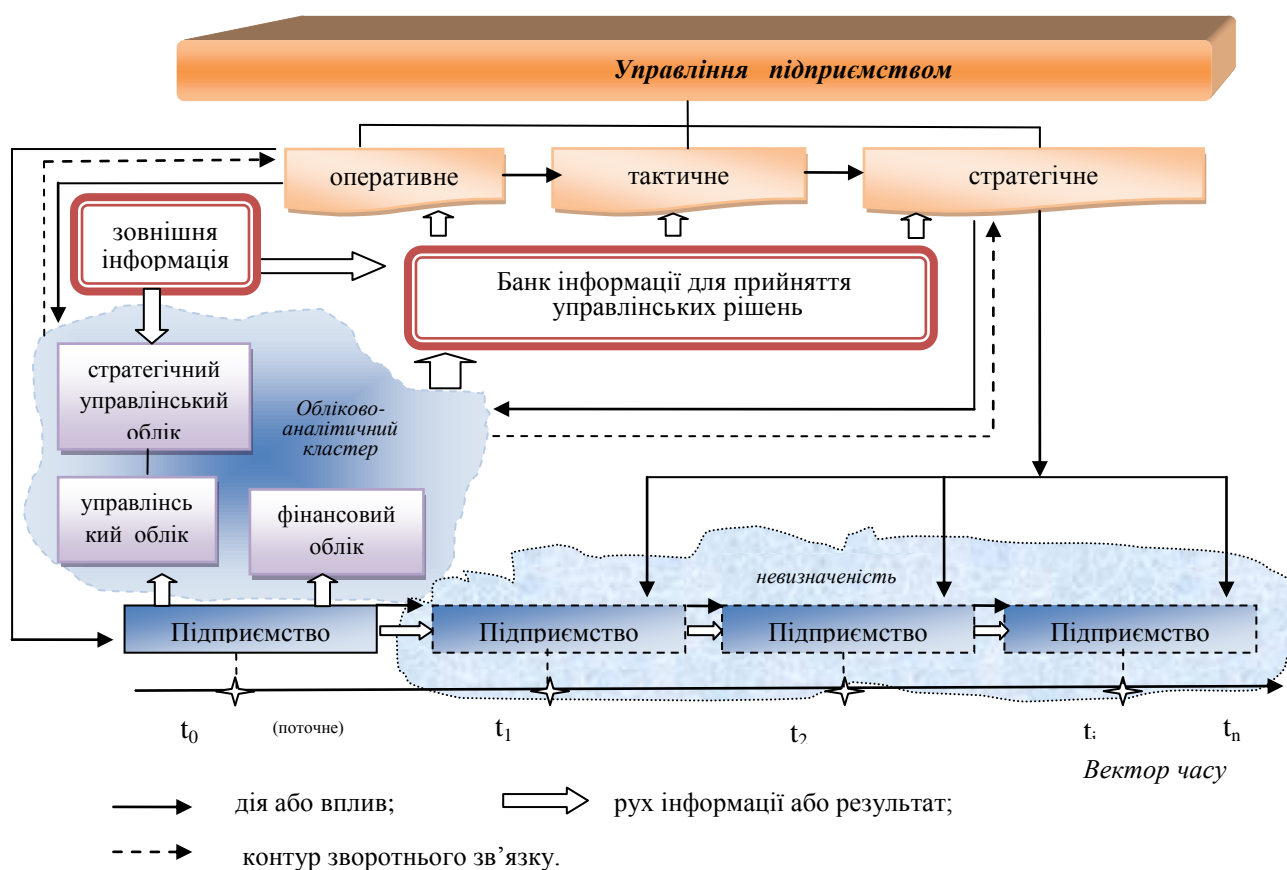 Управління підприємством
оперативне
тактичне
стратегічне
зовнішня
інформація
Банк інформації для прийняття
управлінських рішень
стратегічний
управлінський
облік
Обліково-
аналітичний
кластер
управлінсь
кий облік
фінансовий
облік
невизначеність
Підприємство
Підприємство
Підприємство
Підприємство
t₀
(поточне)
t₁
t₂
tᵢ
tₙ
Вектор часу
дія або вплив;
рух інформації або результат;
контур зворотнього зв’язку.